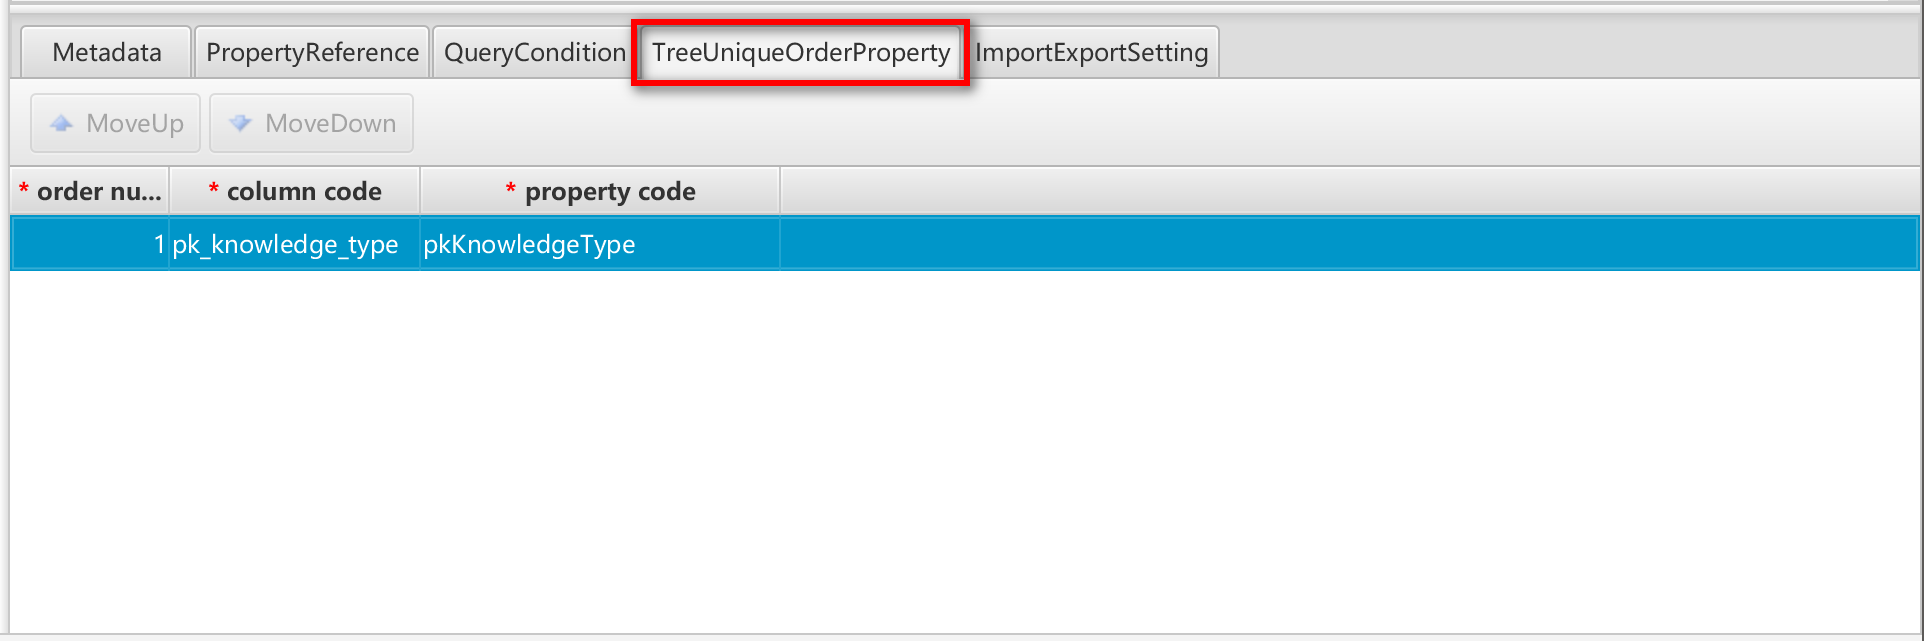 Metadata PropertyReference QueryCondition TreeUniqueOrderProperty ImportExportSetting
MoveUp MoveDown
* order nu... * column code * property code
1 pk_knowledge_type pkKnowledgeType